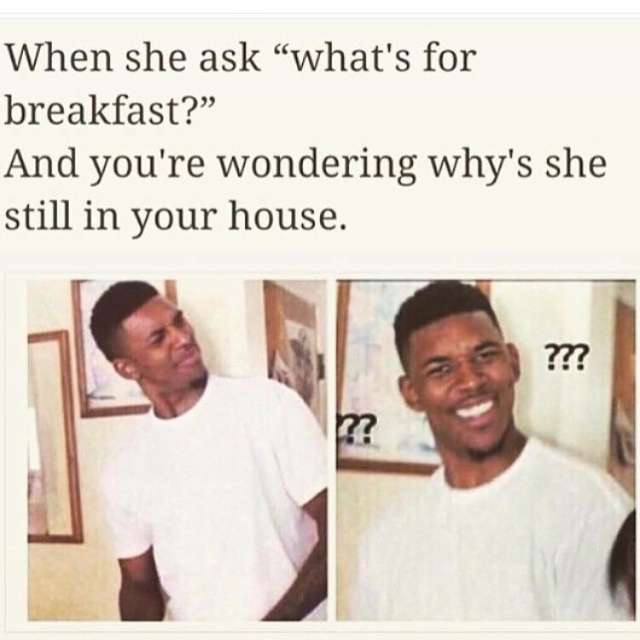 When she ask “what's for
breakfast?”
And you're wondering why's she
still in your house.
???
??